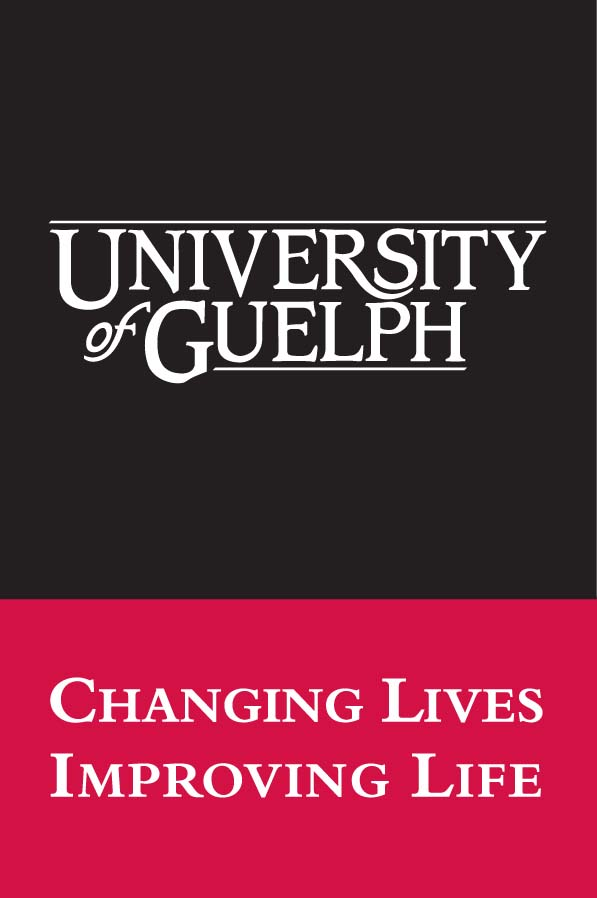 UNIVERSITY
of GUELPH
CHANGING LIVES
IMPROVING LIFE